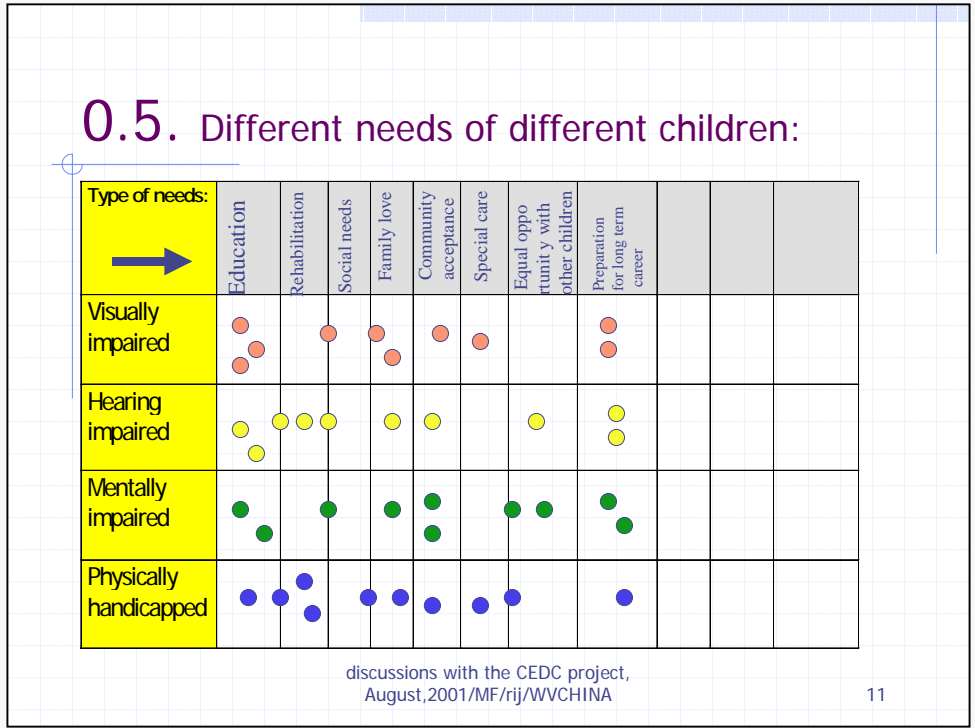 0.5. Different needs of different children:
Type of needs:
Education
Rehabilitation
Social needs
Family love
Community
acceptance
Special care
Equal oppo
rtunit y with
other children
Preparation
for long term
career
Visually
impaired
Hearing
impaired
Mentally
impaired
Physically
handicapped
discussions with the CEDC project,
August,2001/MF/rij/WVCHINA
11